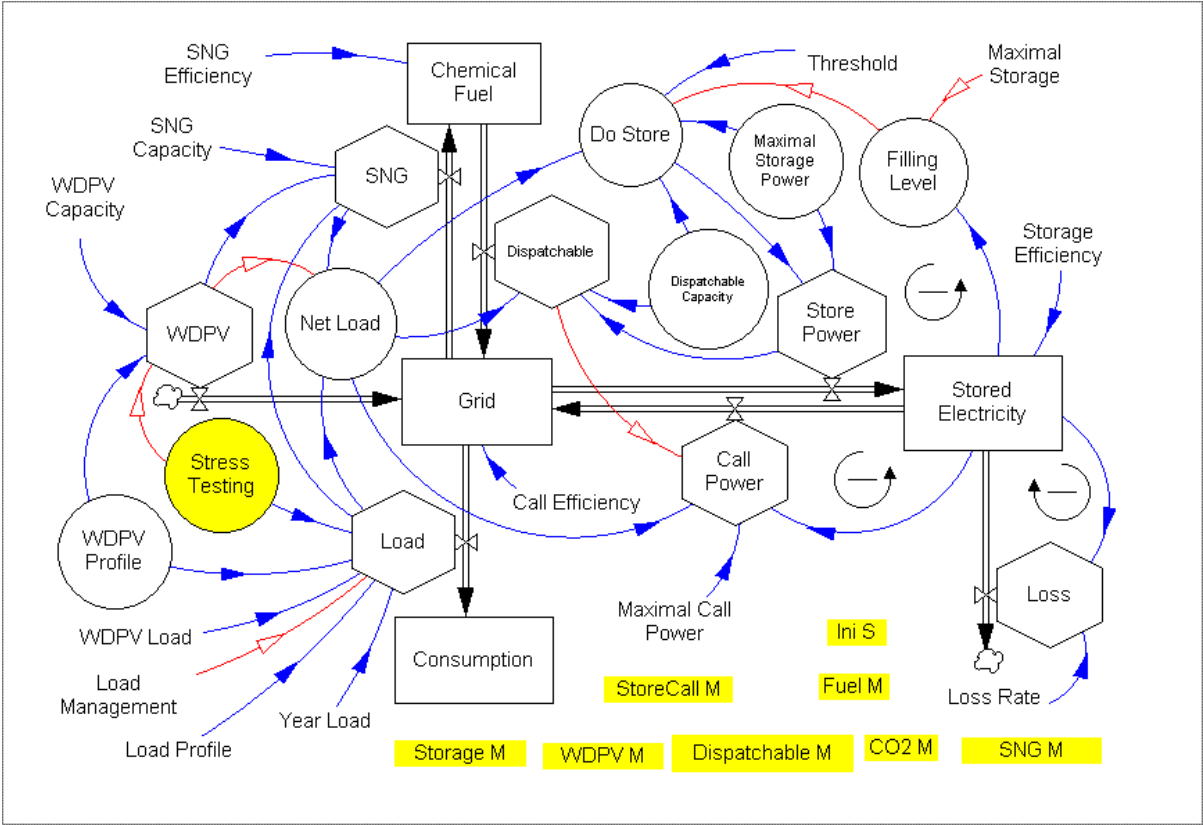 SNG
Efficiency
Chemical
Fuel
Threshold
Maximal
Storage
SNG
Capacity
SNG
Do Store
Maximal
Storage
Power
Filling
Level
WDPV
Capacity
Dispatchable
Storage
Efficiency
Dispatchable
Capacity
WDPV
Net Load
Store
Power
Grid
Stored
Electricity
Stress
Testing
Call
Power
Call Efficiency
WDPV
Profile
Load
Loss
WDPV Load
Maximal Call
Power
Ini S
Consumption
Load
Management
StoreCall M
Fuel M
Loss Rate
Year Load
Load Profile
Storage M
WDPV M
Dispatchable M
CO2 M
SNG M